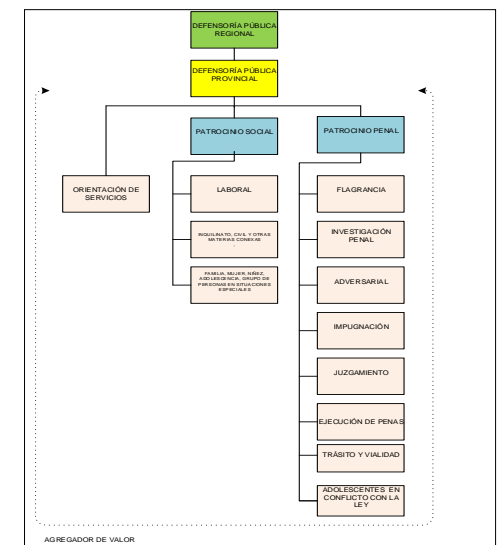 DEFENSORÍA PÚBLICA
REGIONAL
DEFENSORÍA PÚBLICA
PROVINCIAL
PATROCINIO SOCIAL
PATROCINIO PENAL
ORIENTACIÓN DE
SERVICIOS
LABORAL
INQUILINATO, CIVIL Y OTRAS
MATERIAS CONEXAS
.
FAMILIA, MUJER, NIÑEZ,
ADOLESCENCIA, GRUPO DE
PERSONAS EN SITUACIONES
ESPECIALES
FLAGRANCIA
INVESTIGACIÓN
PENAL
ADVERSARIAL
IMPUGNACIÓN
JUZGAMIENTO
EJECUCIÓN DE PENAS
TRÁSITO Y VIALIDAD
ADOLESCENTES EN
CONFLICTO CON LA
LEY
AGREGADOR DE VALOR